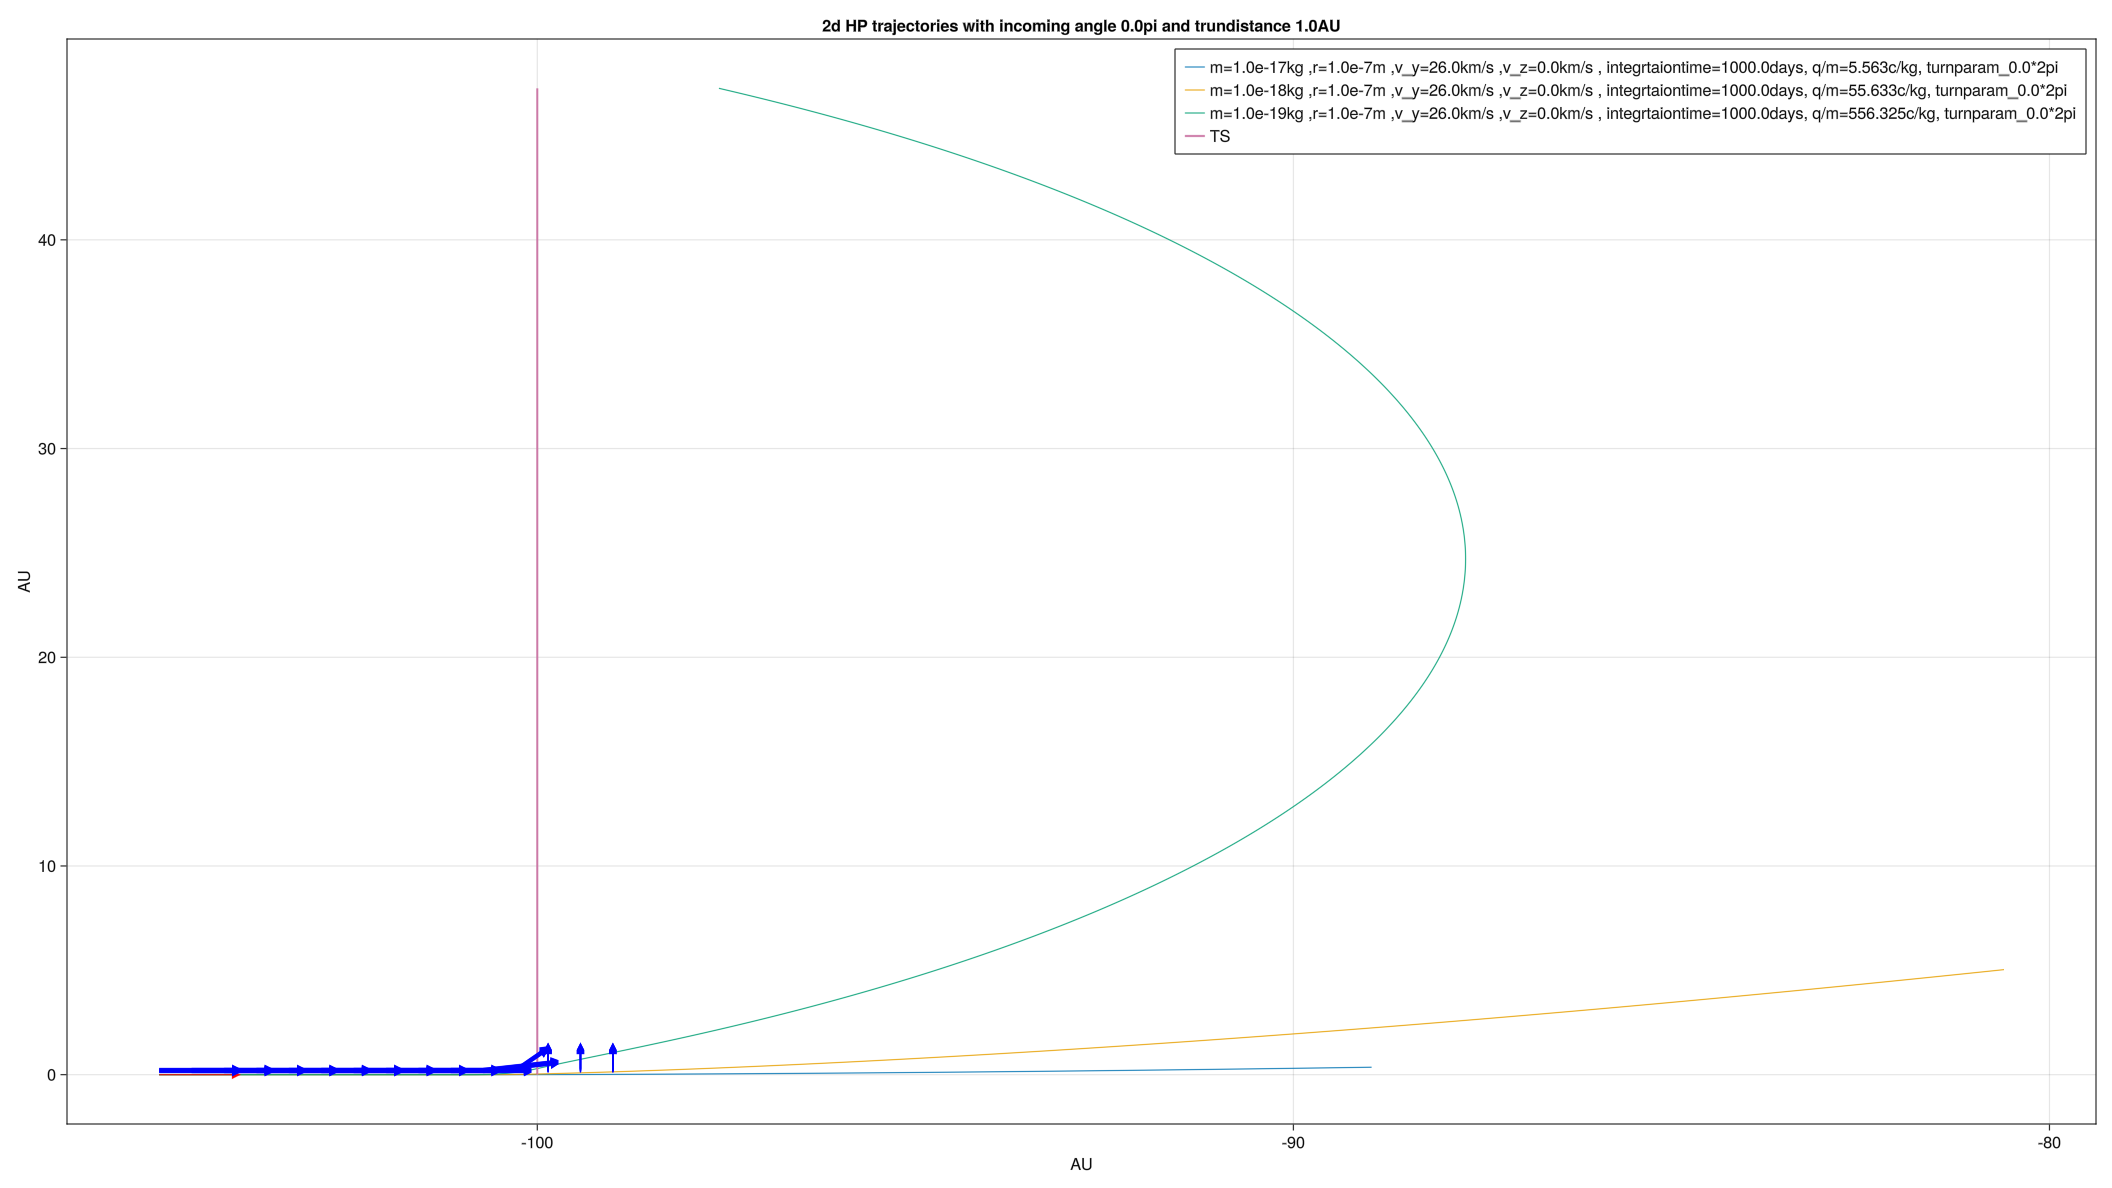 2d HP trajectories with incoming angle 0.0pi and trundistance 1.0AU
m=1.0e-17kg ,r=1.0e-7m ,v_y=26.0km/s ,v_z=0.0km/s , integrtaiontime=1000.0days, q/m=5.563c/kg, turnparam_0.0*2pi
m=1.0e-18kg ,r=1.0e-7m ,v_y=26.0km/s ,v_z=0.0km/s , integrtaiontime=1000.0days, q/m=55.633c/kg, turnparam_0.0*2pi
m=1.0e-19kg ,r=1.0e-7m ,v_y=26.0km/s ,v_z=0.0km/s , integrtaiontime=1000.0days, q/m=556.325c/kg, turnparam_0.0*2pi
TS
40
30
20
10
0
AU
-100
-90
-80
AU